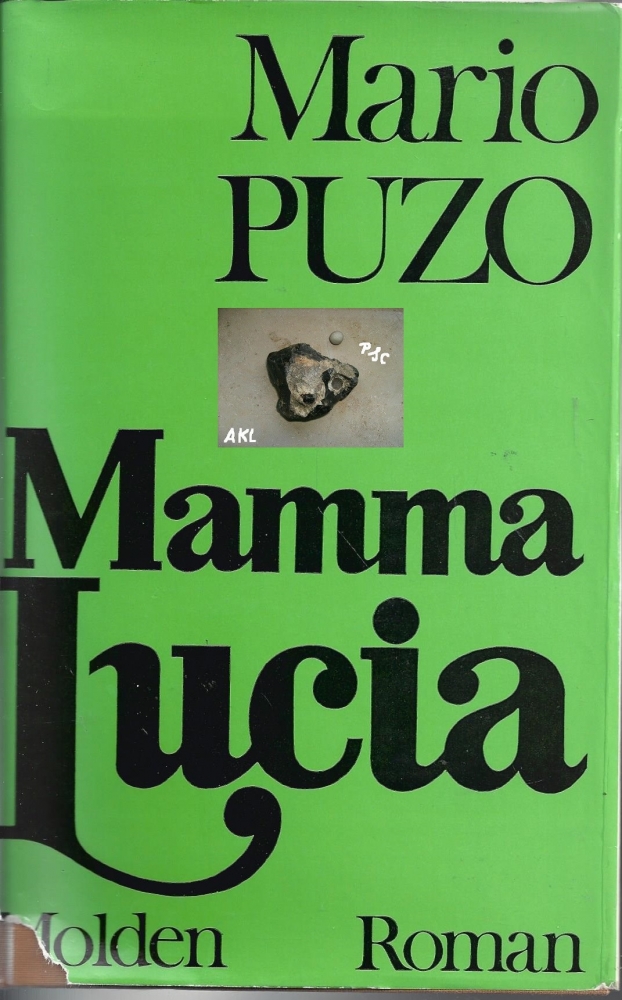 Mario
PUZO
PSC
AKL
Mamma
Lucia
Molden Roman